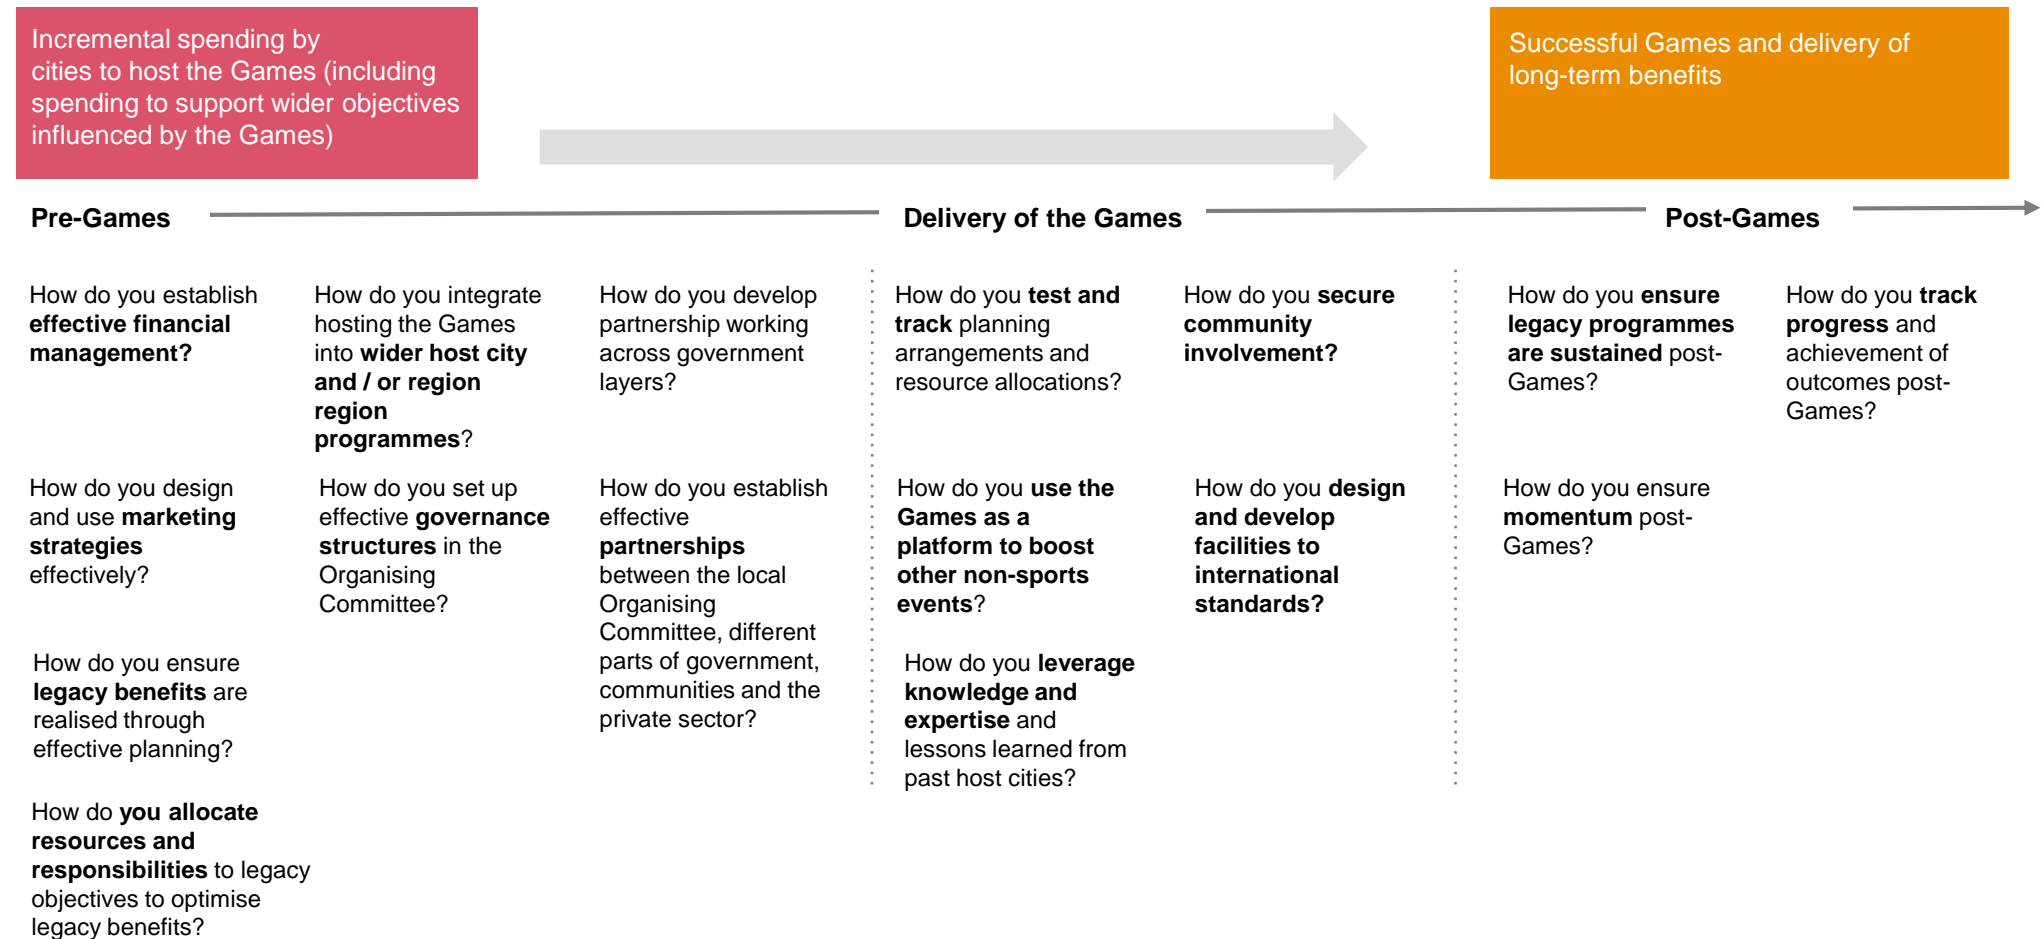 Incremental spending by
cities to host the Games (including
spending to support wider objectives
influenced by the Games)
Successful Games and delivery of
long-term benefits
Pre-Games
Delivery of the Games
Post-Games
How do you establish
effective financial
management?
How do you integrate
hosting the Games
into wider host city
and / or region
region
programmes?
How do you develop
partnership working
across government
layers?
How do you test and
track planning
arrangements and
resource allocations?
How do you secure
community
involvement?
How do you ensure
legacy programmes
are sustained post-
Games?
How do you track
progress and
achievement of
outcomes post-
Games?
How do you design
and use marketing
strategies
effectively?
How do you set up
effective governance
structures in the
Organising
Committee?
How do you establish
effective
partnerships
between the local
Organising
Committee, different
parts of government,
communities and the
private sector?
How do you use the
Games as a
platform to boost
other non-sports
events?
How do you design
and develop
facilities to
international
standards?
How do you ensure
momentum post-
Games?
How do you ensure
legacy benefits are
realised through
effective planning?
How do you leverage
knowledge and
expertise and
lessons learned from
past host cities?
How do you allocate
resources and
responsibilities to legacy
objectives to optimise
legacy benefits?